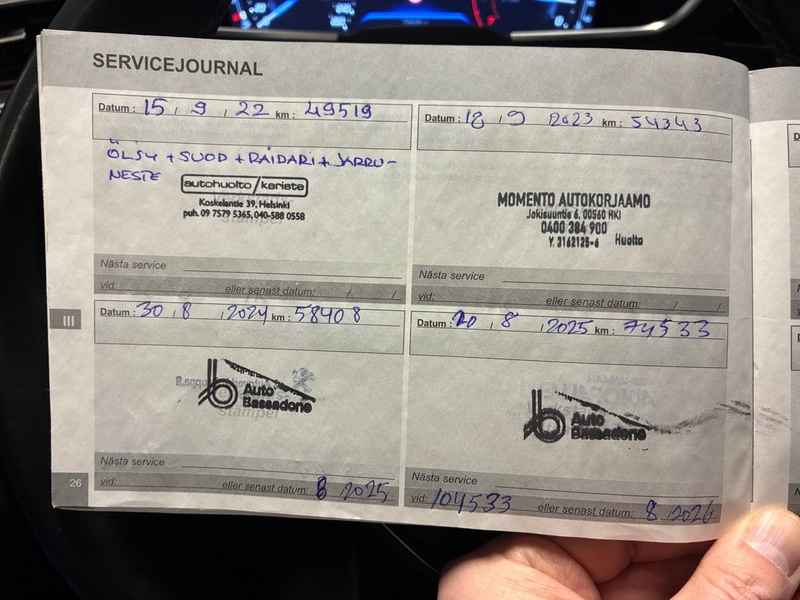 SERVICEJOURNAL
Datum : 15 / 9 / 22 km : 49519
ÖLJY + SUOD + RAIDARI + JARRU-
NESTE
autohuolto / kariste
Koskelantie 39, Helsinki
puh. 09 7579 5365, 040-588 0558
Nästa service
vid: eller senast datum: / /
Datum : 18 / 9 2023 km : 54343
MOMENTO AUTOKORJAAMO
Jokisuuntie 6, 00560 HKI
0400 384 900
Y. 3162125-6 Huolto
Nästa service
vid: eller senast datum: / /
III
Datum : 30 / 8 / 2024 km : 58408
Auto
Bassadone
stämpel
Nästa service
vid: eller senast datum: 8 2025
Datum : 20 / 8 / 2025 km : 74533
Auto
Bassadone
Nästa service
vid: 104533 eller senast datum: 8 / 2026
26